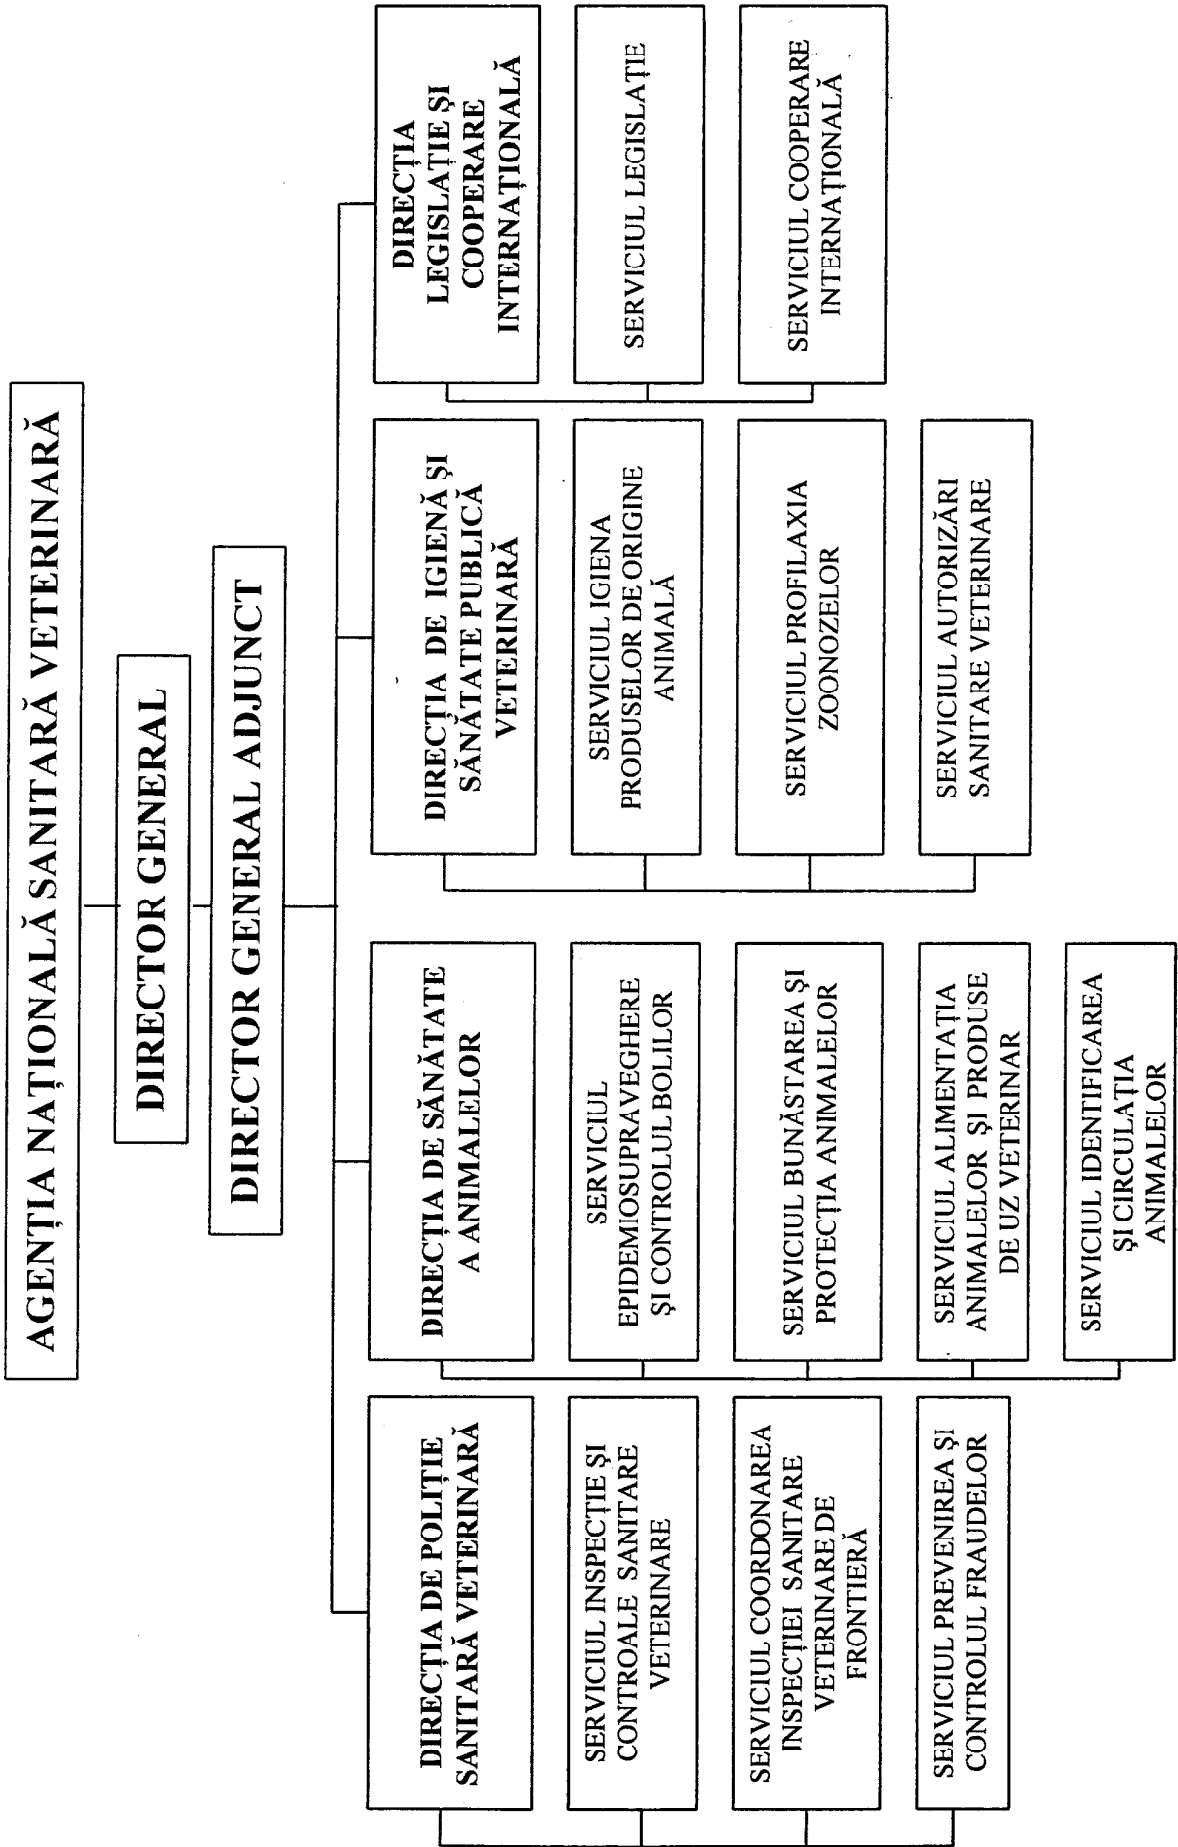 AGENȚIA NAȚIONALĂ SANITARĂ VETERINARĂ
DIRECTOR GENERAL
DIRECTOR GENERAL ADJUNCT
DIRECȚIA DE POLIȚIE
SANITARĂ VETERINARĂ
SERVICIUL INSPECȚIE ȘI
CONTROALE SANITARE
VETERINARE
SERVICIUL COORDONAREA
INSPECȚIEI SANITARE
VETERINARE DE
FRONTIERĂ
SERVICIUL PREVENIREA ȘI
CONTROLUL FRAUDELOR
DIRECȚIA DE SĂNĂTATE
A ANIMALELOR
SERVICIUL
EPIDEMIOSUPRAVEGHERE
ȘI CONTROLUL BOLILOR
SERVICIUL BUNĂSTAREA ȘI
PROTECȚIA ANIMALELOR
SERVICIUL ALIMENTAȚIA
ANIMALELOR ȘI PRODUSE
DE UZ VETERINAR
SERVICIUL IDENTIFICAREA
ȘI CIRCULAȚIA
ANIMALELOR
DIRECȚIA DE IGIENĂ ȘI
SĂNĂTATE PUBLICĂ
VETERINARĂ
SERVICIUL IGIENA
PRODUSELOR DE ORIGINE
ANIMALĂ
SERVICIUL PROFILAXIA
ZOONOZELOR
SERVICIUL AUTORIZĂRI
SANITARE VETERINARE
DIRECȚIA
LEGISLAȚIE ȘI
COOPERARE
INTERNAȚIONALĂ
SERVICIUL LEGISLAȚIE
SERVICIUL COOPERARE
INTERNAȚIONALĂ